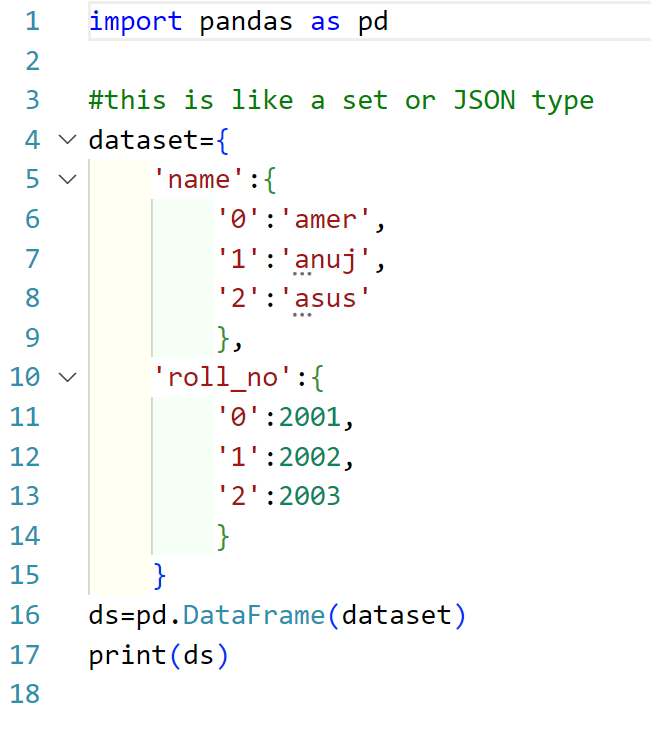 1 import pandas as pd
2
3 #this is like a set or JSON type
4 dataset={
5     'name':{
6         '0':'amer',
7         '1':'anuj',
8         '2':'asus'
9         },
10     'roll_no':{
11         '0':2001,
12         '1':2002,
13         '2':2003
14         }
15     }
16 ds=pd.DataFrame(dataset)
17 print(ds)
18